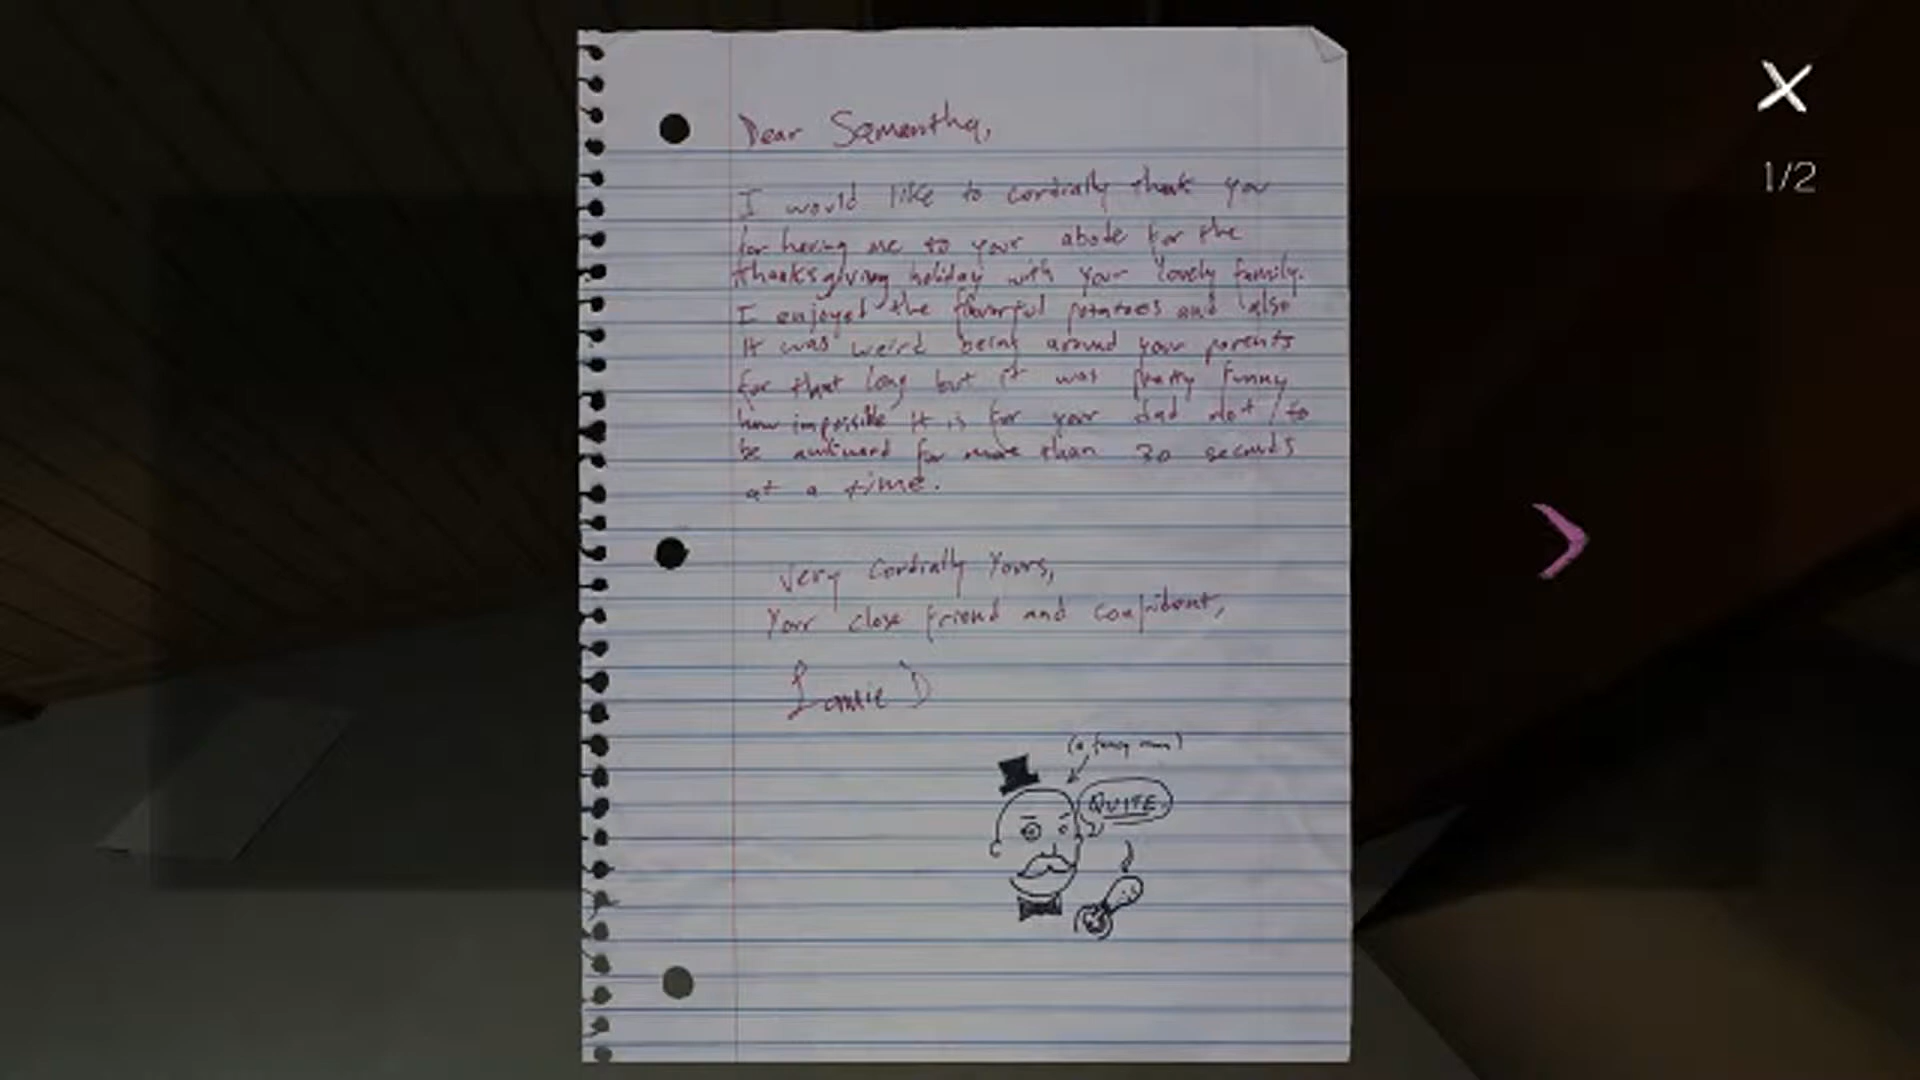 1/2
Dear Samantha,
I would like to cordially thank you
for having me to your abode for the
thanksgiving holiday with your lovely family.
I enjoyed the flavorful potatoes and also
it was weird being around your parents
for that long but it was pretty funny
how impossible it is for your dad not to
be awkward for more than 30 seconds
at a time.
Very Cordially Yours,
Your close friend and confident,
Lonnie D
(a fancy man)
QUITE.